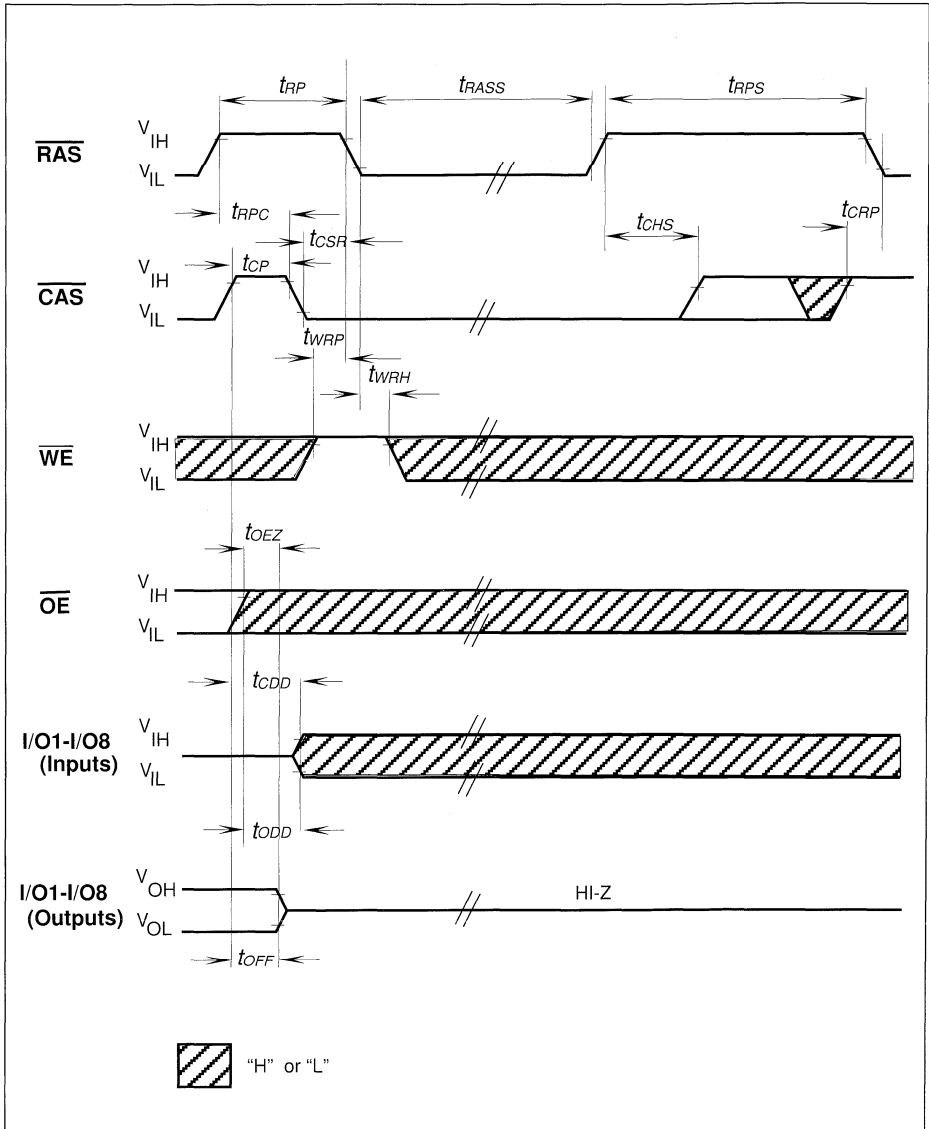 tRP tRASS tRPS
RAS VIH
VIL
tRPC tCSR tCHS tCRP
tCP
CAS VIH
VIL
tWRP
tWRH
WE VIH
VIL
tOEZ
OE VIH
VIL
tCDD
I/O1-I/O8 (Inputs) VIH
VIL
tODD
I/O1-I/O8 (Outputs) VOH
VOL
HI-Z
tOFF
"H" or "L"